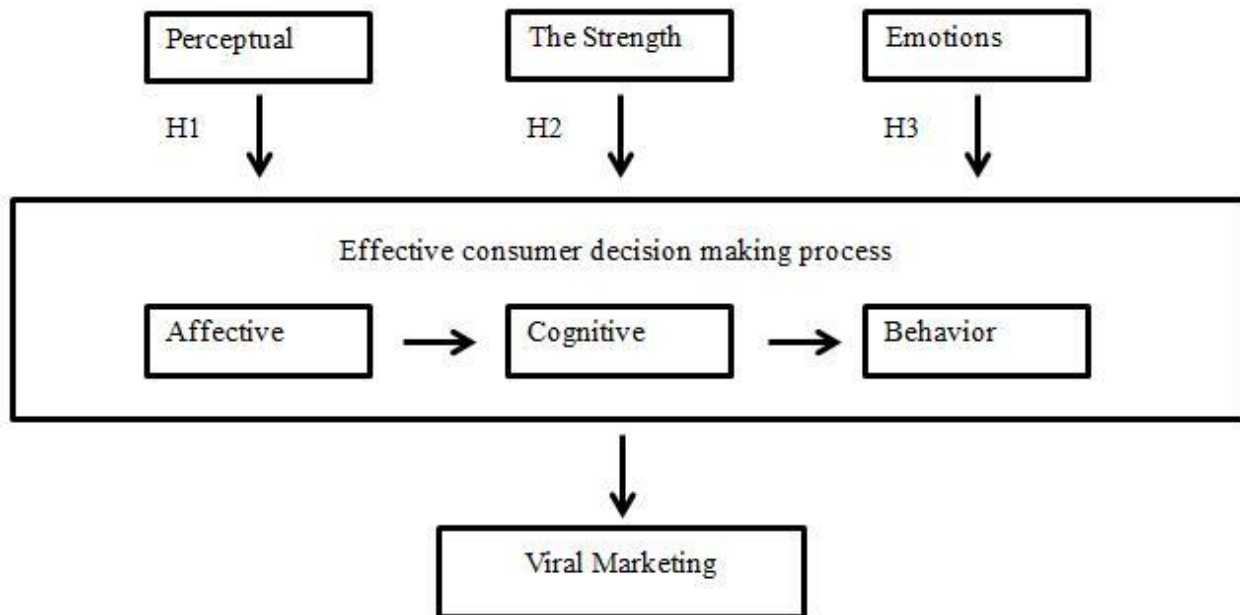 Perceptual
The Strength
Emotions
H1
H2
H3
Effective consumer decision making process
Affective
Cognitive
Behavior
Viral Marketing